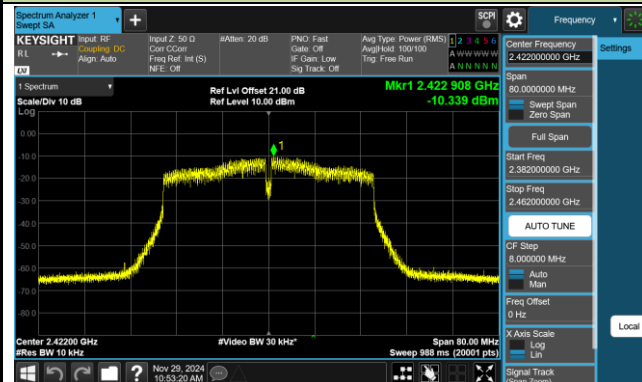 Spectrum Analyzer 1
Swept SA
+
SCPI
Frequency
KEYSIGHT
RL
LXI
Input: RF
Coupling: DC
Align: Auto
Input Z: 50 Ω
Corr CCorr
Freq Ref: Int (S)
NFE: Off
#Atten: 20 dB
PNO: Fast
Gate: Off
IF Gain: Low
Sig Track: Off
Avg Type: Power (RMS)
Avg|Hold: 100/100
Trig: Free Run
1 2 3 4 5 6
A W W W W W
A N N N N N
1 Spectrum
Scale/Div 10 dB
Log
Ref Lvl Offset 21.00 dB
Ref Level 10.00 dBm
Mkr1 2.422 908 GHz
-10.339 dBm
1
0.00
-10.0
-20.0
-30.0
-40.0
-50.0
-60.0
-70.0
-80.0
Center 2.42200 GHz
#Res BW 10 kHz
#Video BW 30 kHz*
Span 80.00 MHz
Sweep 988 ms (20001 pts)
Nov 29, 2024
10:53:20 AM
?
Center Frequency
2.422000000 GHz
Settings
Span
80.0000000 MHz
Swept Span
Zero Span
Full Span
Start Freq
2.382000000 GHz
Stop Freq
2.462000000 GHz
AUTO TUNE
CF Step
8.000000 MHz
Auto
Man
Freq Offset
0 Hz
X Axis Scale
Log
Lin
Local
Signal Track
(Span Zoom)